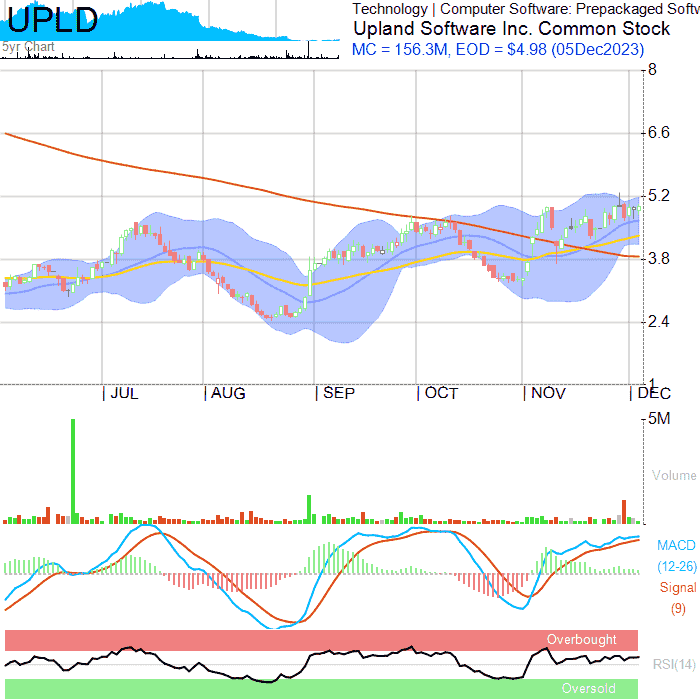 UPLD
5yr Chart
Technology | Computer Software: Prepackaged Softw
Upland Software Inc. Common Stock
MC = 156.3M, EOD = $4.98 (05Dec2023)
8
6.6
5.2
3.8
2.4
1
JUL AUG SEP OCT NOV DEC
5M
Volume
MACD
(12-26)
Signal
(9)
Overbought
RSI(14)
Oversold